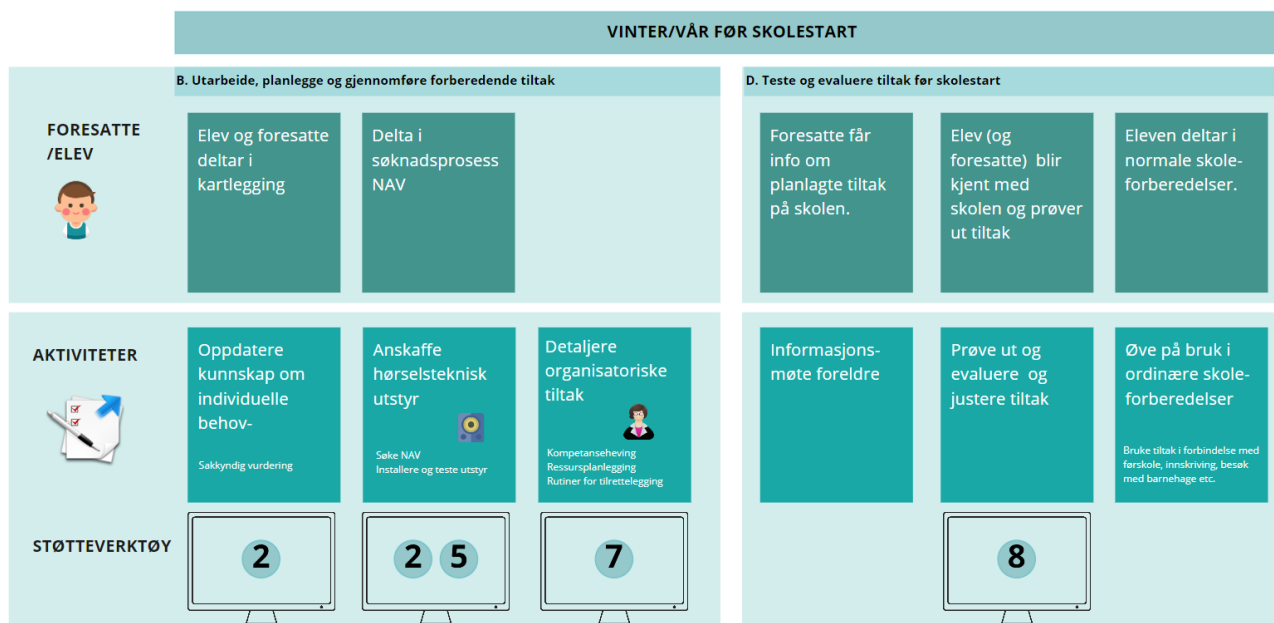 VINTER/VÅR FØR SKOLESTART
B. Utarbeide, planlegge og gjennomføre forberedende tiltak
D. Teste og evaluere tiltak før skolestart
FORESATTE
/ELEV
Elev og foresatte
deltar i
kartlegging
Delta i
søknadsprosess
NAV
Foresatte får
info om
planlagte tiltak
på skolen.
Elev (og
foresatte) blir
kjent med
skolen og prøver
ut tiltak
Eleven deltar i
normale skole-
forberedelser.
AKTIVITETER
Oppdatere
kunnskap om
individuelle
behov-
Sakkyndig vurdering
Anskaffe
hørselsteknisk
utstyr
Søke NAV
Installere og teste utstyr
Detaljere
organisatoriske
tiltak
Kompetanseheving
Ressursplanlegging
Rutiner for tilrettelegging
Informasjons-
møte foreldre
Prøve ut og
evaluere og
justere tiltak
Øve på bruk i
ordinære skole-
forberedelser
Bruke tiltak i forbindelse med
førskole, innskriving, besøk
med barnehage etc.
STØTTEVERKTØY
2
2 5
7
8